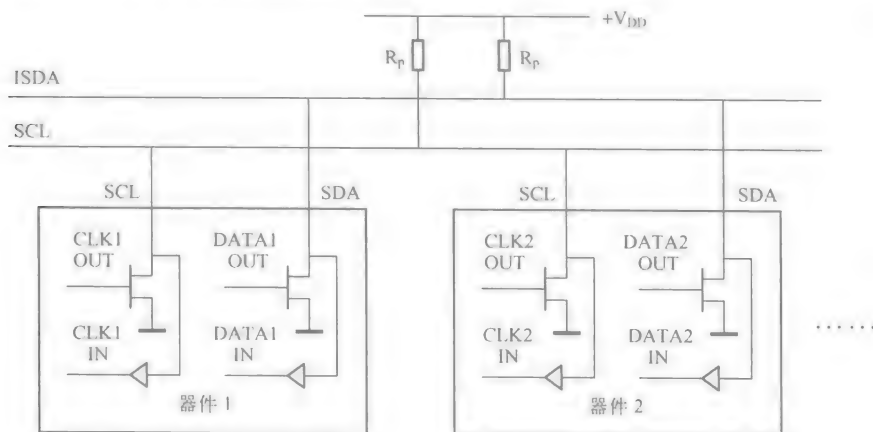 +V_DD
R_p
R_p
ISDA
SCL
SCL
SDA
SCL
SDA
CLK1
OUT
DATA1
OUT
CLK2
OUT
DATA2
OUT
CLK1
IN
DATA1
IN
CLK2
IN
DATA2
IN
......
器件 1
器件 2